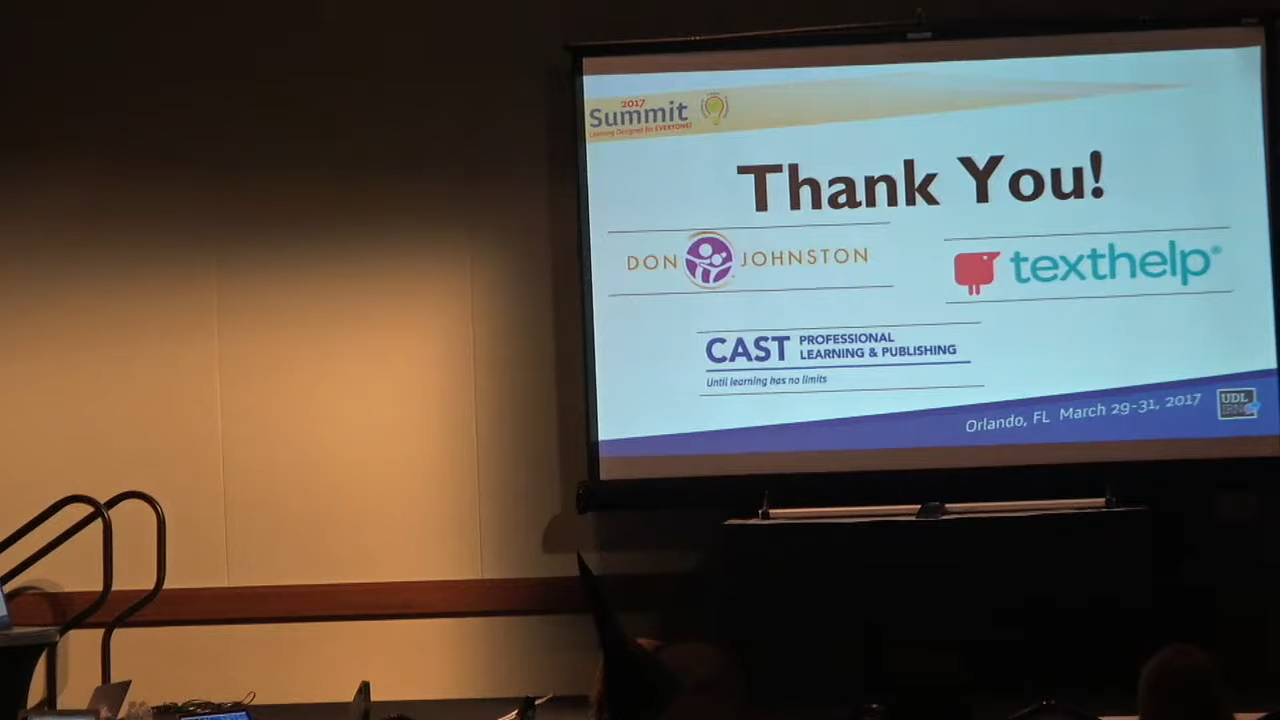 2017
Summit
Learning Designed for EVERYONE!
Thank You!
DON JOHNSTON
texthelp®
CAST PROFESSIONAL
LEARNING & PUBLISHING
Until learning has no limits
Orlando, FL March 29-31, 2017
UDL
IRN